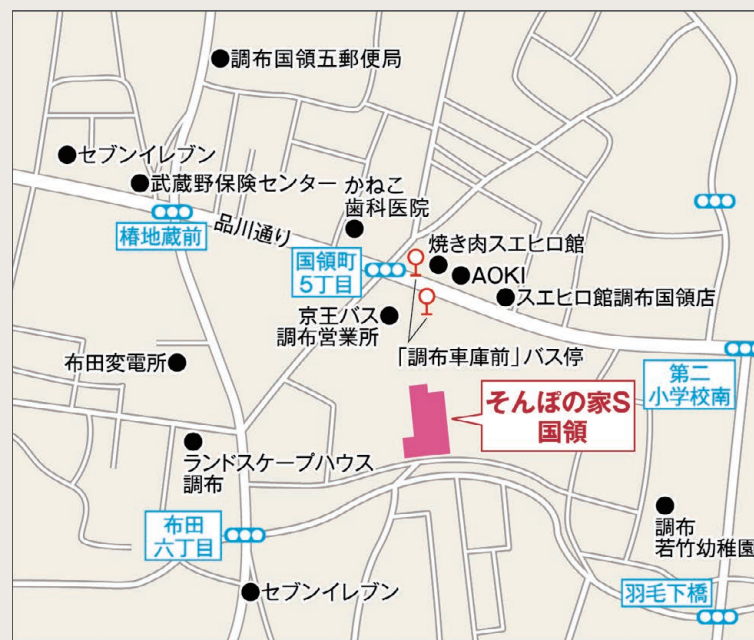 調布国領五郵便局
セブンイレブン
武蔵野保険センター
かねこ
歯科医院
椿地蔵前
品川通り
国領町
5丁目
焼き肉スエヒロ館
AOKI
スエヒロ館調布国領店
京王バス
調布営業所
「調布車庫前」バス停
布田変電所
第二
小学校南
そんぽの家S
国領
ランドスケープハウス
調布
布田
六丁目
調布
若竹幼稚園
セブンイレブン
羽毛下橋